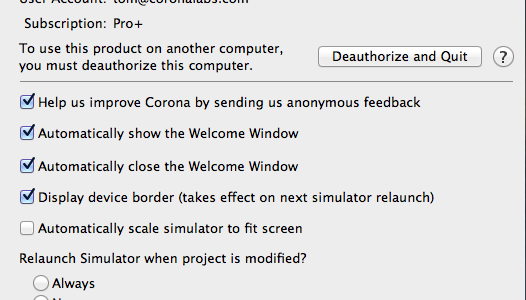 User Account: tom@coronalabs.com
Subscription: Pro+
To use this product on another computer,
you must deauthorize this computer.
Deauthorize and Quit
?
Help us improve Corona by sending us anonymous feedback
Automatically show the Welcome Window
Automatically close the Welcome Window
Display device border (takes effect on next simulator relaunch)
Automatically scale simulator to fit screen
Relaunch Simulator when project is modified?
Always